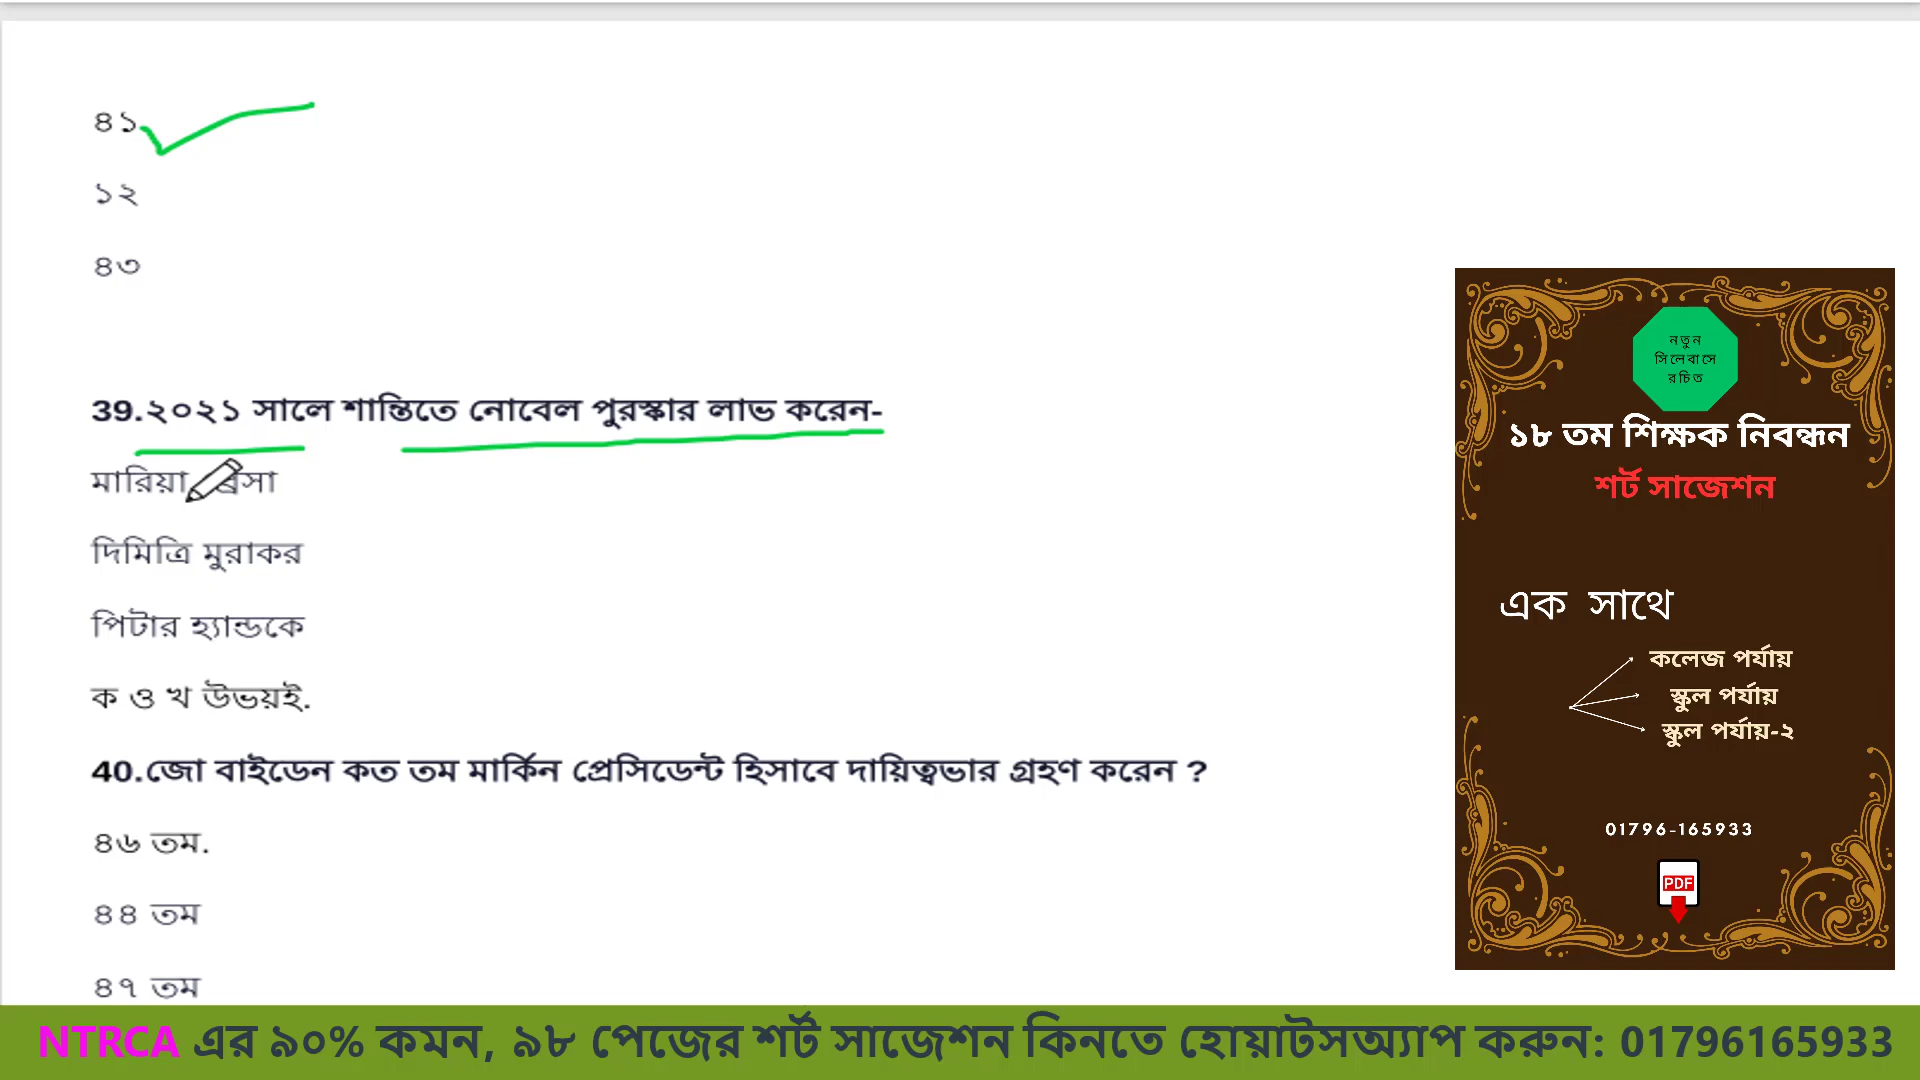 ৪১
১২
৪৩
39.২০২১ সালে শান্তিতে নোবেল পুরস্কার লাভ করেন-
মারিয়া
দিমিত্রি মুরাকর
পিটার হ্যান্ডকে
ক ও খ উভয়ই.
40.জো বাইডেন কত তম মার্কিন প্রেসিডেন্ট হিসাবে দায়িত্বভার গ্রহণ করেন ?
৪৬ তম.
৪৪ তম
৪৭ তম
নতুন
সিলেবাসে
রচিত
১৮ তম শিক্ষক নিবন্ধন
শর্ট সাজেশন
এক সাথে
কলেজ পর্যায়
স্কুল পর্যায়
স্কুল পর্যায়-২
01796-165933
PDF
NTRCA এর ৯০% কমন, ৯৮ পেজের শর্ট সাজেশন কিনতে হোয়াটসঅ্যাপ করুন: 01796165933